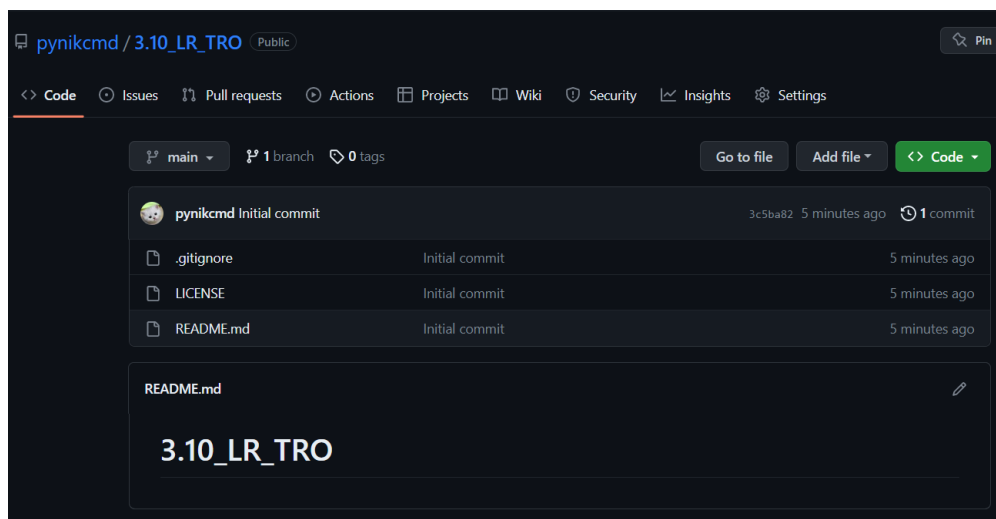 pynikcmd / 3.10_LR_TRO Public Pin
<> Code Issues Pull requests Actions Projects Wiki Security Insights Settings
main 1 branch 0 tags Go to file Add file <> Code
pynikcmd Initial commit 3c5ba82 5 minutes ago 1 commit
.gitignore Initial commit 5 minutes ago
LICENSE Initial commit 5 minutes ago
README.md Initial commit 5 minutes ago
README.md
3.10_LR_TRO